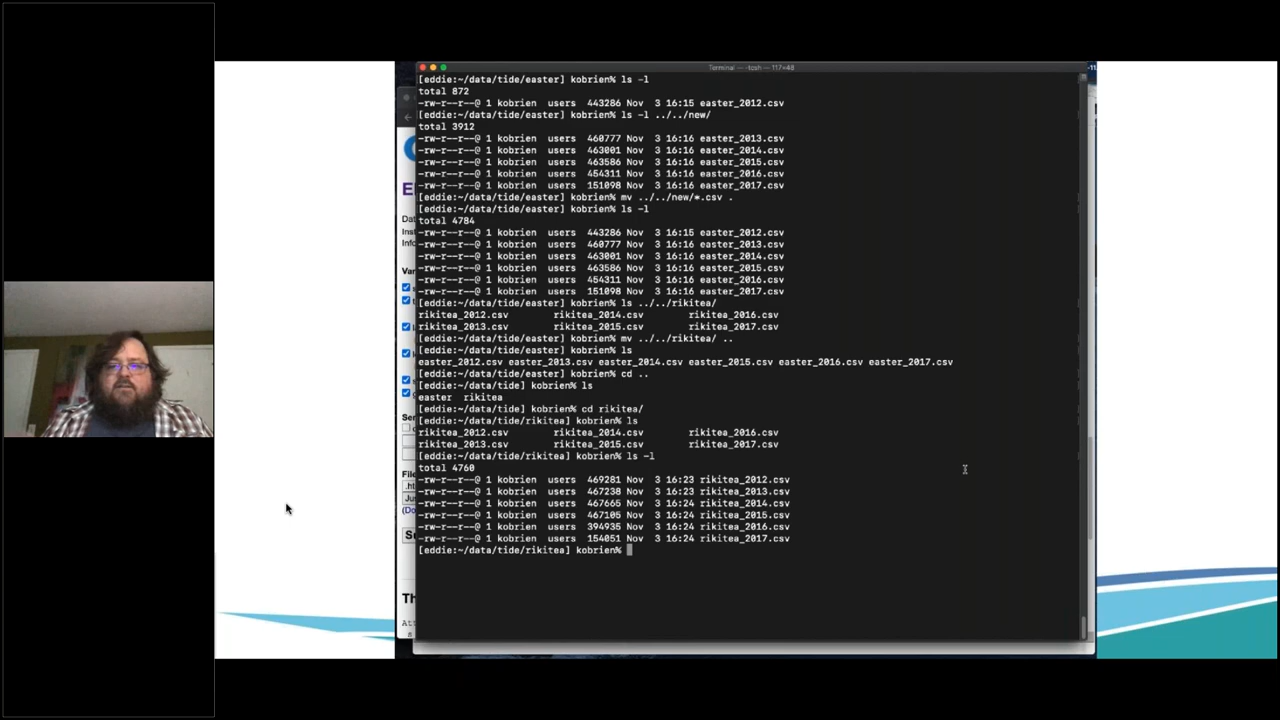 Terminal — -tcsh — 117×48
[eddie:~/data/tide/easter] kobrien% ls -l
total 872
-rw-r--r--@ 1 kobrien users 443286 Nov 3 16:15 easter_2012.csv
[eddie:~/data/tide/easter] kobrien% ls -l ../../new/
total 3912
-rw-r--r--@ 1 kobrien users 460777 Nov 3 16:16 easter_2013.csv
-rw-r--r--@ 1 kobrien users 463001 Nov 3 16:16 easter_2014.csv
-rw-r--r--@ 1 kobrien users 463586 Nov 3 16:16 easter_2015.csv
-rw-r--r--@ 1 kobrien users 454311 Nov 3 16:16 easter_2016.csv
-rw-r--r--@ 1 kobrien users 151098 Nov 3 16:16 easter_2017.csv
[eddie:~/data/tide/easter] kobrien% mv ../../new/*.csv .
[eddie:~/data/tide/easter] kobrien% ls -l
total 4784
-rw-r--r--@ 1 kobrien users 443286 Nov 3 16:15 easter_2012.csv
-rw-r--r--@ 1 kobrien users 460777 Nov 3 16:16 easter_2013.csv
-rw-r--r--@ 1 kobrien users 463001 Nov 3 16:16 easter_2014.csv
-rw-r--r--@ 1 kobrien users 463586 Nov 3 16:16 easter_2015.csv
-rw-r--r--@ 1 kobrien users 454311 Nov 3 16:16 easter_2016.csv
-rw-r--r--@ 1 kobrien users 151098 Nov 3 16:16 easter_2017.csv
[eddie:~/data/tide/easter] kobrien% ls ../../rikitea/
rikitea_2012.csv rikitea_2014.csv rikitea_2016.csv
rikitea_2013.csv rikitea_2015.csv rikitea_2017.csv
[eddie:~/data/tide/easter] kobrien% mv ../../rikitea/ ..
[eddie:~/data/tide/easter] kobrien% ls
easter_2012.csv easter_2013.csv easter_2014.csv easter_2015.csv easter_2016.csv easter_2017.csv
[eddie:~/data/tide/easter] kobrien% cd ..
[eddie:~/data/tide] kobrien% ls
easter rikitea
[eddie:~/data/tide] kobrien% cd rikitea/
[eddie:~/data/tide/rikitea] kobrien% ls
rikitea_2012.csv rikitea_2014.csv rikitea_2016.csv
rikitea_2013.csv rikitea_2015.csv rikitea_2017.csv
[eddie:~/data/tide/rikitea] kobrien% ls -l
total 4760
-rw-r--r--@ 1 kobrien users 469281 Nov 3 16:23 rikitea_2012.csv
-rw-r--r--@ 1 kobrien users 467238 Nov 3 16:23 rikitea_2013.csv
-rw-r--r--@ 1 kobrien users 467665 Nov 3 16:24 rikitea_2014.csv
-rw-r--r--@ 1 kobrien users 467105 Nov 3 16:24 rikitea_2015.csv
-rw-r--r--@ 1 kobrien users 394935 Nov 3 16:24 rikitea_2016.csv
-rw-r--r--@ 1 kobrien users 154051 Nov 3 16:24 rikitea_2017.csv
[eddie:~/data/tide/rikitea] kobrien%